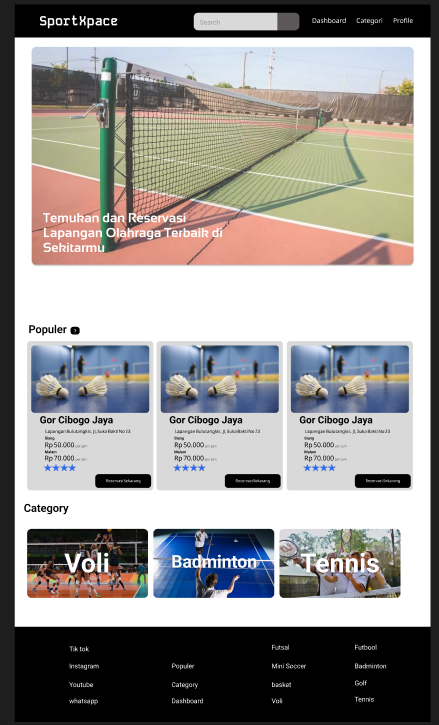 SportXpace
Search
Dashboard Categori Profile
Temukan dan Reservasi
Lapangan Olahraga Terbaik di
Sekitarmu
Populer
Gor Cibogo Jaya
Lapangan Bulutangkis. Jl, Suka Bakti No 23
Siang
Rp 50.000 per jam
Malam
Rp 70.000 per jam
Reservasi Sekarang
Gor Cibogo Jaya
Lapangan Bulutangkis. Jl, Suka Bakti No 23
Siang
Rp 50.000 per jam
Malam
Rp 70.000 per jam
Reservasi Sekarang
Gor Cibogo Jaya
Lapangan Bulutangkis. Jl, Suka Bakti No 23
Siang
Rp 50.000 per jam
Malam
Rp 70.000 per jam
Reservasi Sekarang
Category
Voli
Badminton
Tennis
Tik tok
Instagram
Youtube
whatsapp
Populer
Category
Dashboard
Futsal
Mini Soccer
basket
Voli
Futbool
Badminton
Golf
Tennis